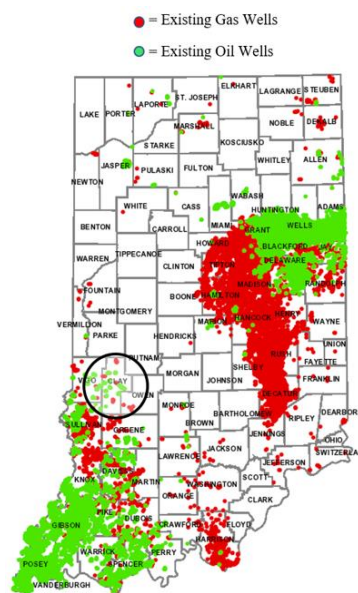 = Existing Gas Wells
= Existing Oil Wells
ELKHART
LAGRANGE
STEUBEN
LAPORTE
ST. JOSEPH
LAKE
PORTER
NOBLE
DEKALB
MARSHALL
KOSCIUSKO
STARKE
WHITLEY
ALLEN
JASPER
PULASKI
FULTON
NEWTON
WABASH
HUNTINGTON
WHITE
CASS
MIAMI
WELLS
ADAMS
BENTON
CARROLL
GRANT
HOWARD
BLACKFORD
JAY
WARREN
TIPPECANOE
CLINTON
TIPTON
DELAWARE
MADISON
RANDOLPH
FOUNTAIN
BOONE
HAMILTON
MONTGOMERY
HENRY
WAYNE
VERMILLION
HENDRICKS
MARION
HANCOCK
PARKE
UNION
PUTNAM
RUSH
FAYETTE
SHELBY
VIGO
CLAY
MORGAN
JOHNSON
FRANKLIN
OWEN
DECATUR
MONROE
BARTHOLOMEW
DEARBORN
SULLIVAN
BROWN
RIPLEY
GREENE
JENNINGS
OHIO
JACKSON
SWITZERLA
LAWRENCE
JEFFERSON
KNOX
DAVIESS
MARTIN
SCOTT
WASHINGTON
ORANGE
CLARK
PIKE
DUBOIS
GIBSON
CRAWFORD
FLOYD
HARRISON
WARRICK
PERRY
POSEY
SPENCER
VANDERBURGH